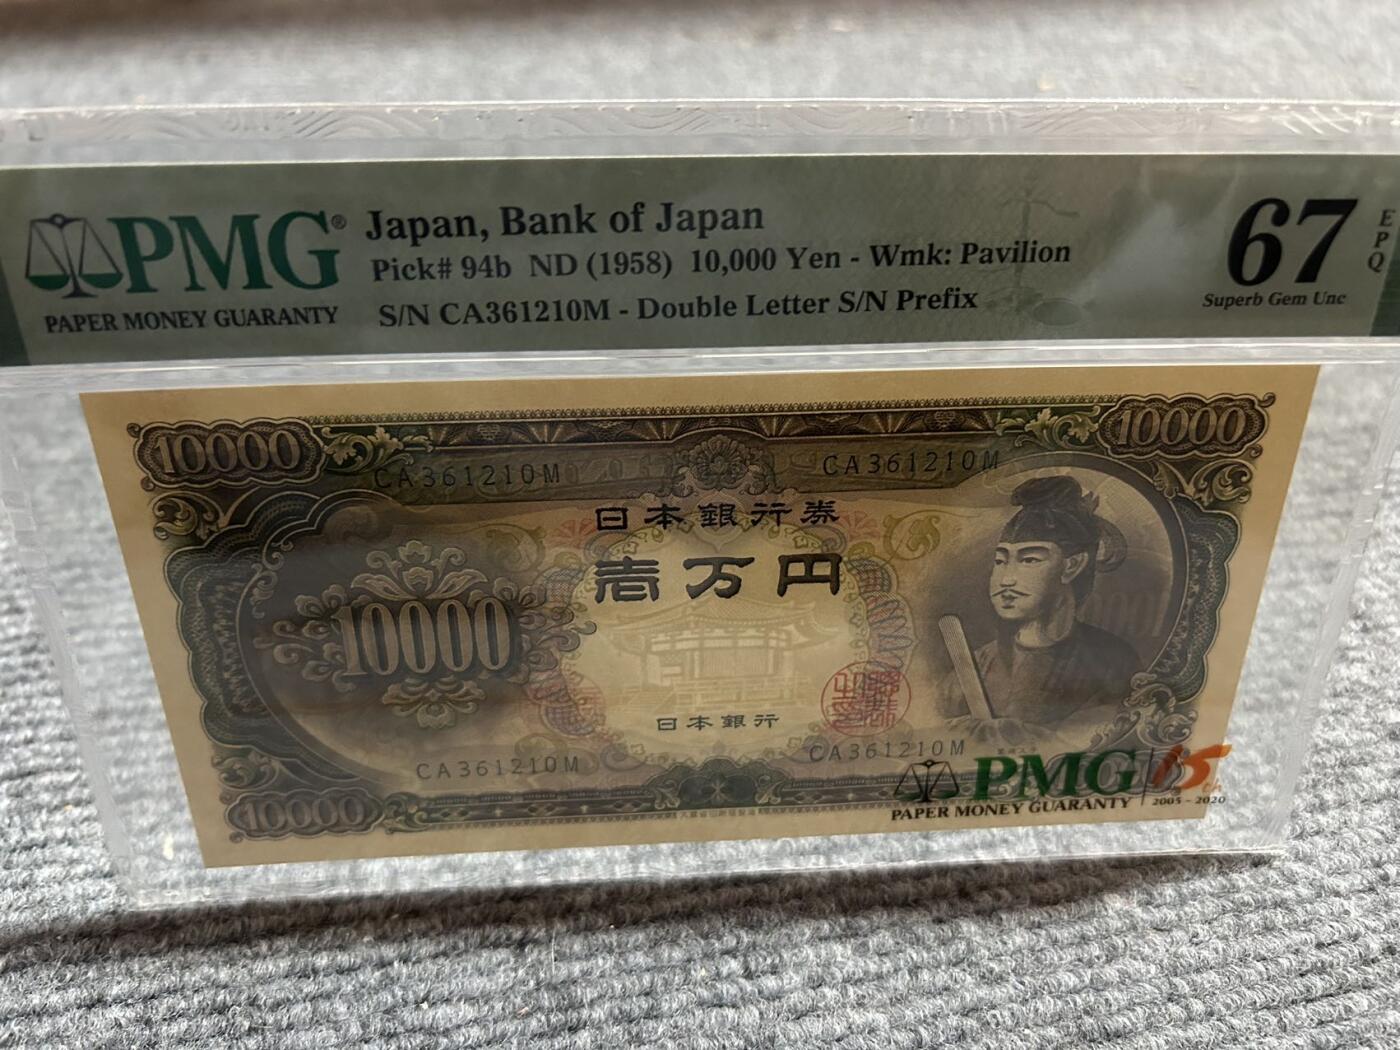 PMG®
PAPER MONEY GUARANTY
Japan, Bank of Japan
Pick# 94b ND (1958) 10,000 Yen - Wmk: Pavilion
S/N CA361210M - Double Letter S/N Prefix
67
EPQ
Superb Gem Unc
10000
10000
CA361210M
CA361210M
日本銀行券
壱万円
10000
日本銀行
CA361210M
CA361210M
10000
PMG 15th
PAPER MONEY GUARANTY 2005 - 2020